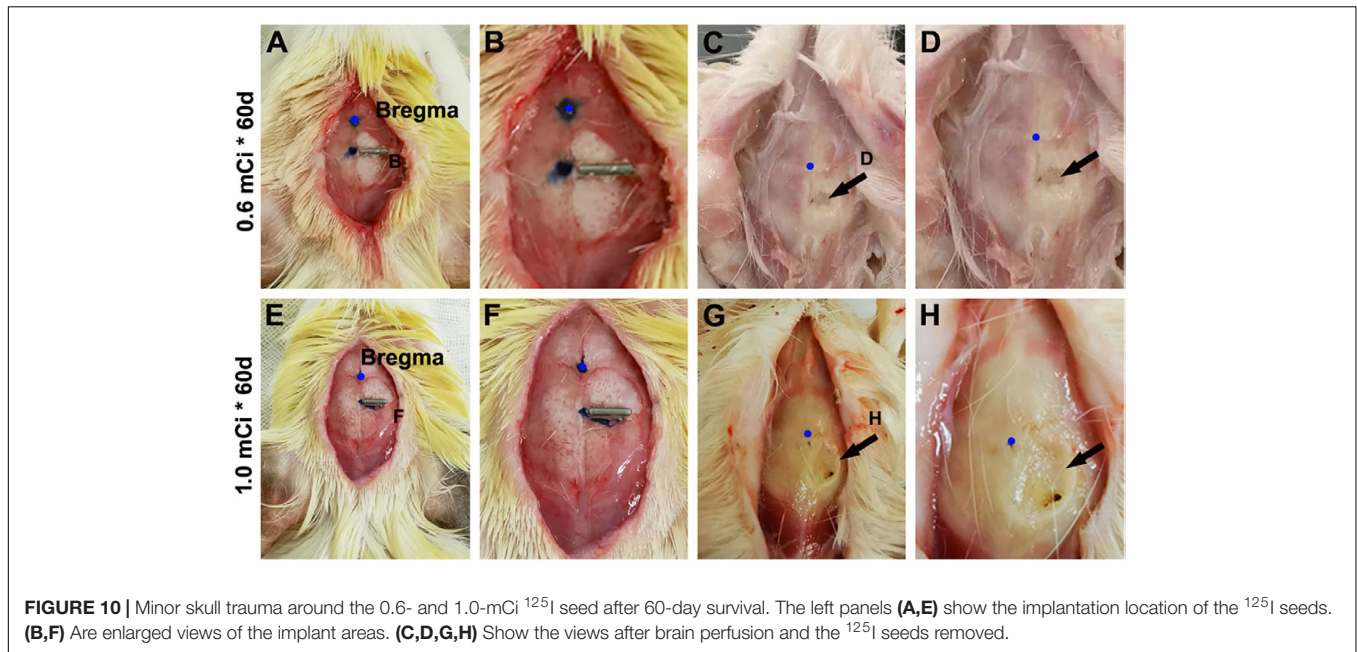 0.6 mCi * 60d
A
Bregma
B
B
C
D
D
1.0 mCi * 60d
E
Bregma
F
F
G
H
H
FIGURE 10 | Minor skull trauma around the 0.6- and 1.0-mCi ¹²⁵I seed after 60-day survival. The left panels (A,E) show the implantation location of the ¹²⁵I seeds.
(B,F) Are enlarged views of the implant areas. (C,D,G,H) Show the views after brain perfusion and the ¹²⁵I seeds removed.